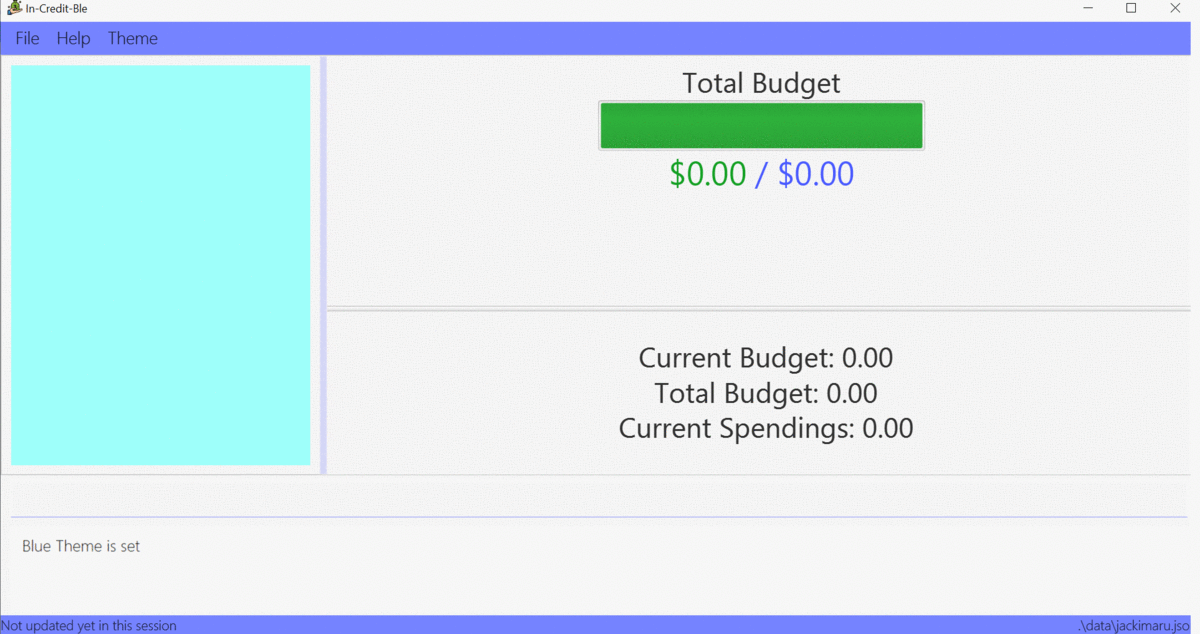 In-Credit-Ble
File Help Theme
Total Budget
$0.00 / $0.00
Current Budget: 0.00
Total Budget: 0.00
Current Spendings: 0.00
Blue Theme is set
Not updated yet in this session
.\data\jackimaru.jso